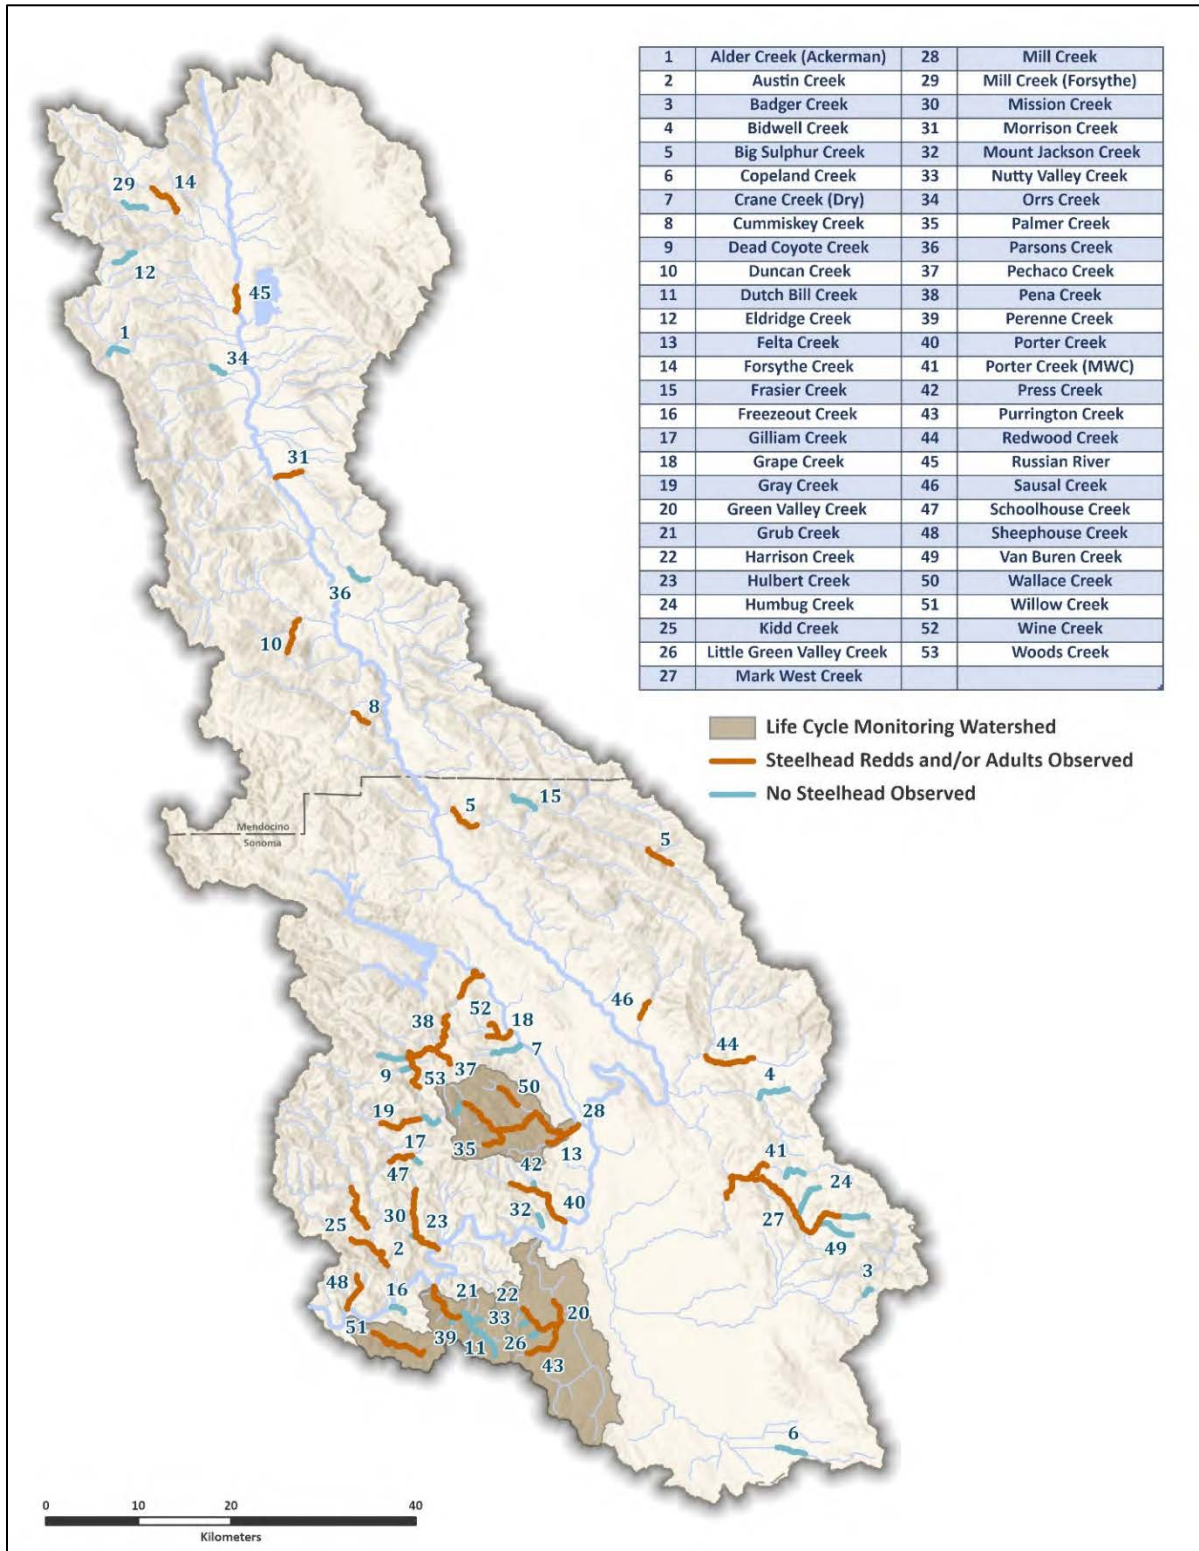 1 Alder Creek (Ackerman) 28 Mill Creek
2 Austin Creek 29 Mill Creek (Forsythe)
3 Badger Creek 30 Mission Creek
4 Bidwell Creek 31 Morrison Creek
5 Big Sulphur Creek 32 Mount Jackson Creek
6 Copeland Creek 33 Nutty Valley Creek
7 Crane Creek (Dry) 34 Orrs Creek
8 Cummiskey Creek 35 Palmer Creek
9 Dead Coyote Creek 36 Parsons Creek
10 Duncan Creek 37 Pechaco Creek
11 Dutch Bill Creek 38 Pena Creek
12 Eldridge Creek 39 Perenne Creek
13 Felta Creek 40 Porter Creek
14 Forsythe Creek 41 Porter Creek (MWC)
15 Frasier Creek 42 Press Creek
16 Freezeout Creek 43 Purrington Creek
17 Gilliam Creek 44 Redwood Creek
18 Grape Creek 45 Russian River
19 Gray Creek 46 Sausal Creek
20 Green Valley Creek 47 Schoolhouse Creek
21 Grub Creek 48 Sheephouse Creek
22 Harrison Creek 49 Van Buren Creek
23 Hulbert Creek 50 Wallace Creek
24 Humbug Creek 51 Willow Creek
25 Kidd Creek 52 Wine Creek
26 Little Green Valley Creek 53 Woods Creek
27 Mark West Creek
Life Cycle Monitoring Watershed
Steelhead Redds and/or Adults Observed
No Steelhead Observed
29 14
12
45
1
34
31
36
10
8
15
5
5
Mendocino
Sonoma
46
52
38 18
7
44
9 37
53
4
50
19
28
17
35 13
41
47
42
24
40
25 30 32
23
27
2
49
48 16
3
21 22
20
33
51
39 11 26
43
6
0 10 20 40
Kilometers